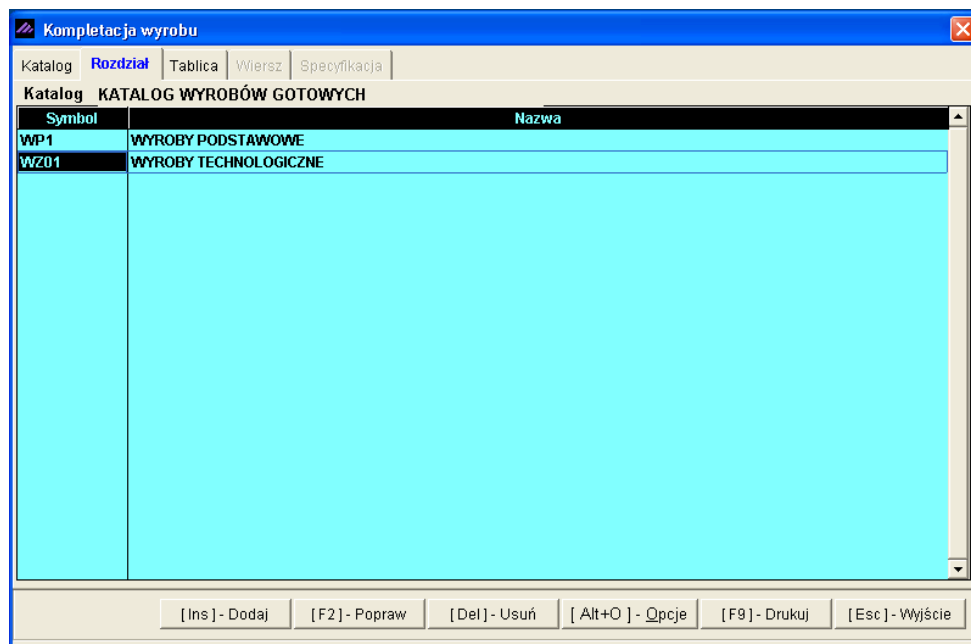 Kompletacja wyrobu
Katalog Rozdział Tablica Wiersz Specyfikacja
Katalog KATALOG WYROBÓW GOTOWYCH
Symbol Nazwa
WP1 WYROBY PODSTAWOWE
WZ01 WYROBY TECHNOLOGICZNE
[ Ins ] - Dodaj [ F2 ] - Popraw [ Del ] - Usuń [ Alt+O ] - Opcje [ F9 ] - Drukuj [ Esc ] - Wyjście